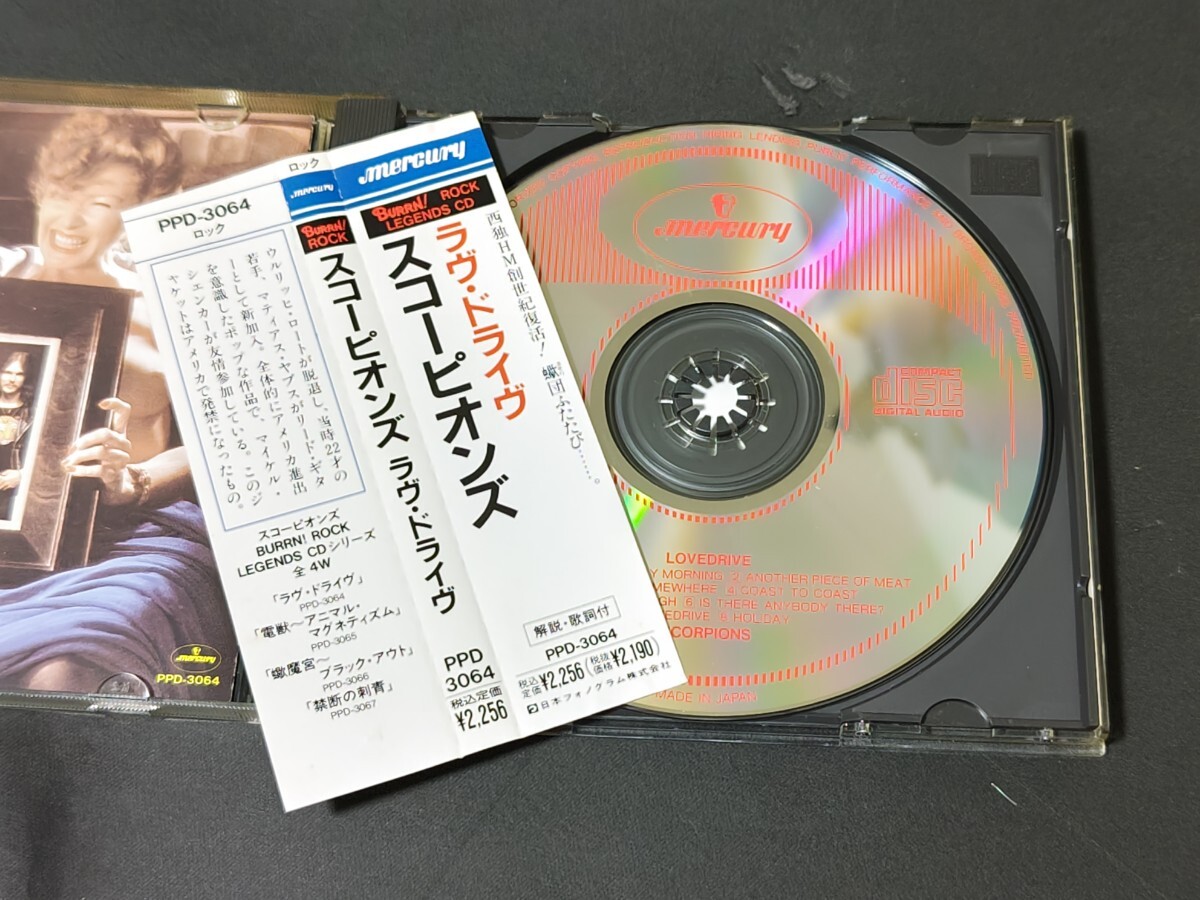 ロック
PPD-3064
ロック
ウルリッヒ・ロートが脱退し、当時22才の
若手、マティアス・ヤプスがリード・ギタ
ーとして新加入。全体的にアメリカ進出
を意識したポップな作品で、マイケル・
シェンカーが友情参加している。このジ
ャケットはアメリカで発禁になったもの。
スコーピオンズ
BURRN! ROCK
LEGENDS CDシリーズ
全 4W
「ラヴ・ドライヴ」
PPD-3064
「電獣〜アニマル・
マグネティズム」
PPD-3065
「蠍魔宮〜
ブラック・アウト」
PPD-3066
「禁断の刺青」
PPD-3067
mercury
BURRN!
ROCK
スコーピオンズ ラヴ・ドライヴ
PPD
3064
税込定価
¥2,256
mercury
BURRN! ROCK
LEGENDS CD
ラヴ・ドライヴ
スコーピオンズ
西独HM創世紀復活!蠍団ふたたび……。
解説・歌詞付
PPD-3064
税込定価¥2,256(税抜価格¥2,190)
日本フォノグラム株式会社
mercury
PPD-3064
mercury
COMPACT
disc
DIGITAL AUDIO
LOVEDRIVE
MORNING 2 ANOTHER PIECE OF MEAT
4 COAST TO COAST
6 IS THERE ANYBODY THERE?
8 HOLIDAY
CORPIONS
MADE IN JAPAN